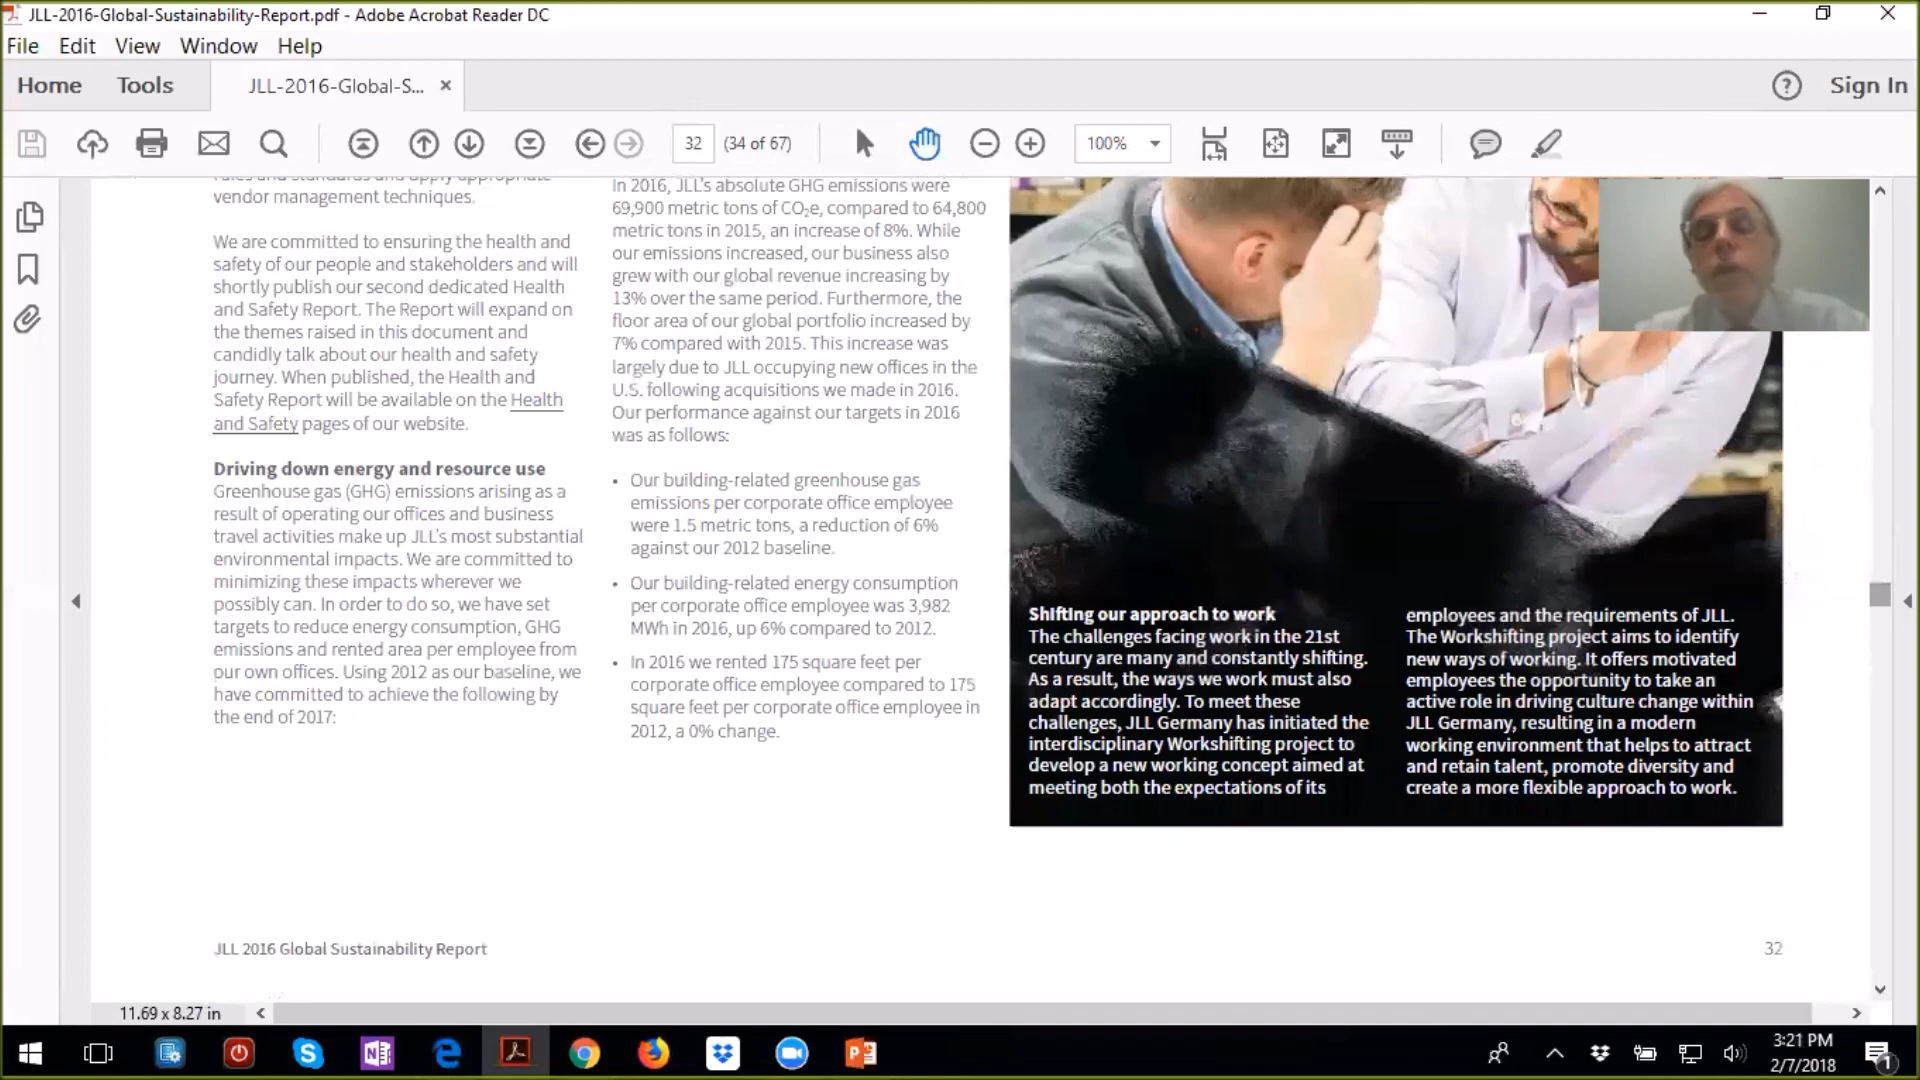 JLL-2016-Global-Sustainability-Report.pdf - Adobe Acrobat Reader DC
File Edit View Window Help
Home Tools JLL-2016-Global-S... × Sign In
32 (34 of 67) 100%
rules and standards and apply appropriate
vendor management techniques.
We are committed to ensuring the health and
safety of our people and stakeholders and will
shortly publish our second dedicated Health
and Safety Report. The Report will expand on
the themes raised in this document and
candidly talk about our health and safety
journey. When published, the Health and
Safety Report will be available on the Health
and Safety pages of our website.
Driving down energy and resource use
Greenhouse gas (GHG) emissions arising as a
result of operating our offices and business
travel activities make up JLL's most substantial
environmental impacts. We are committed to
minimizing these impacts wherever we
possibly can. In order to do so, we have set
targets to reduce energy consumption, GHG
emissions and rented area per employee from
our own offices. Using 2012 as our baseline, we
have committed to achieve the following by
the end of 2017:
In 2016, JLL's absolute GHG emissions were
69,900 metric tons of CO₂e, compared to 64,800
metric tons in 2015, an increase of 8%. While
our emissions increased, our business also
grew with our global revenue increasing by
13% over the same period. Furthermore, the
floor area of our global portfolio increased by
7% compared with 2015. This increase was
largely due to JLL occupying new offices in the
U.S. following acquisitions we made in 2016.
Our performance against our targets in 2016
was as follows:
• Our building-related greenhouse gas
emissions per corporate office employee
were 1.5 metric tons, a reduction of 6%
against our 2012 baseline.
• Our building-related energy consumption
per corporate office employee was 3,982
MWh in 2016, up 6% compared to 2012.
• In 2016 we rented 175 square feet per
corporate office employee compared to 175
square feet per corporate office employee in
2012, a 0% change.
Shifting our approach to work
The challenges facing work in the 21st
century are many and constantly shifting.
As a result, the ways we work must also
adapt accordingly. To meet these
challenges, JLL Germany has initiated the
interdisciplinary Workshifting project to
develop a new working concept aimed at
meeting both the expectations of its
employees and the requirements of JLL.
The Workshifting project aims to identify
new ways of working. It offers motivated
employees the opportunity to take an
active role in driving culture change within
JLL Germany, resulting in a modern
working environment that helps to attract
and retain talent, promote diversity and
create a more flexible approach to work.
JLL 2016 Global Sustainability Report
32
11.69 x 8.27 in
3:21 PM
2/7/2018
1